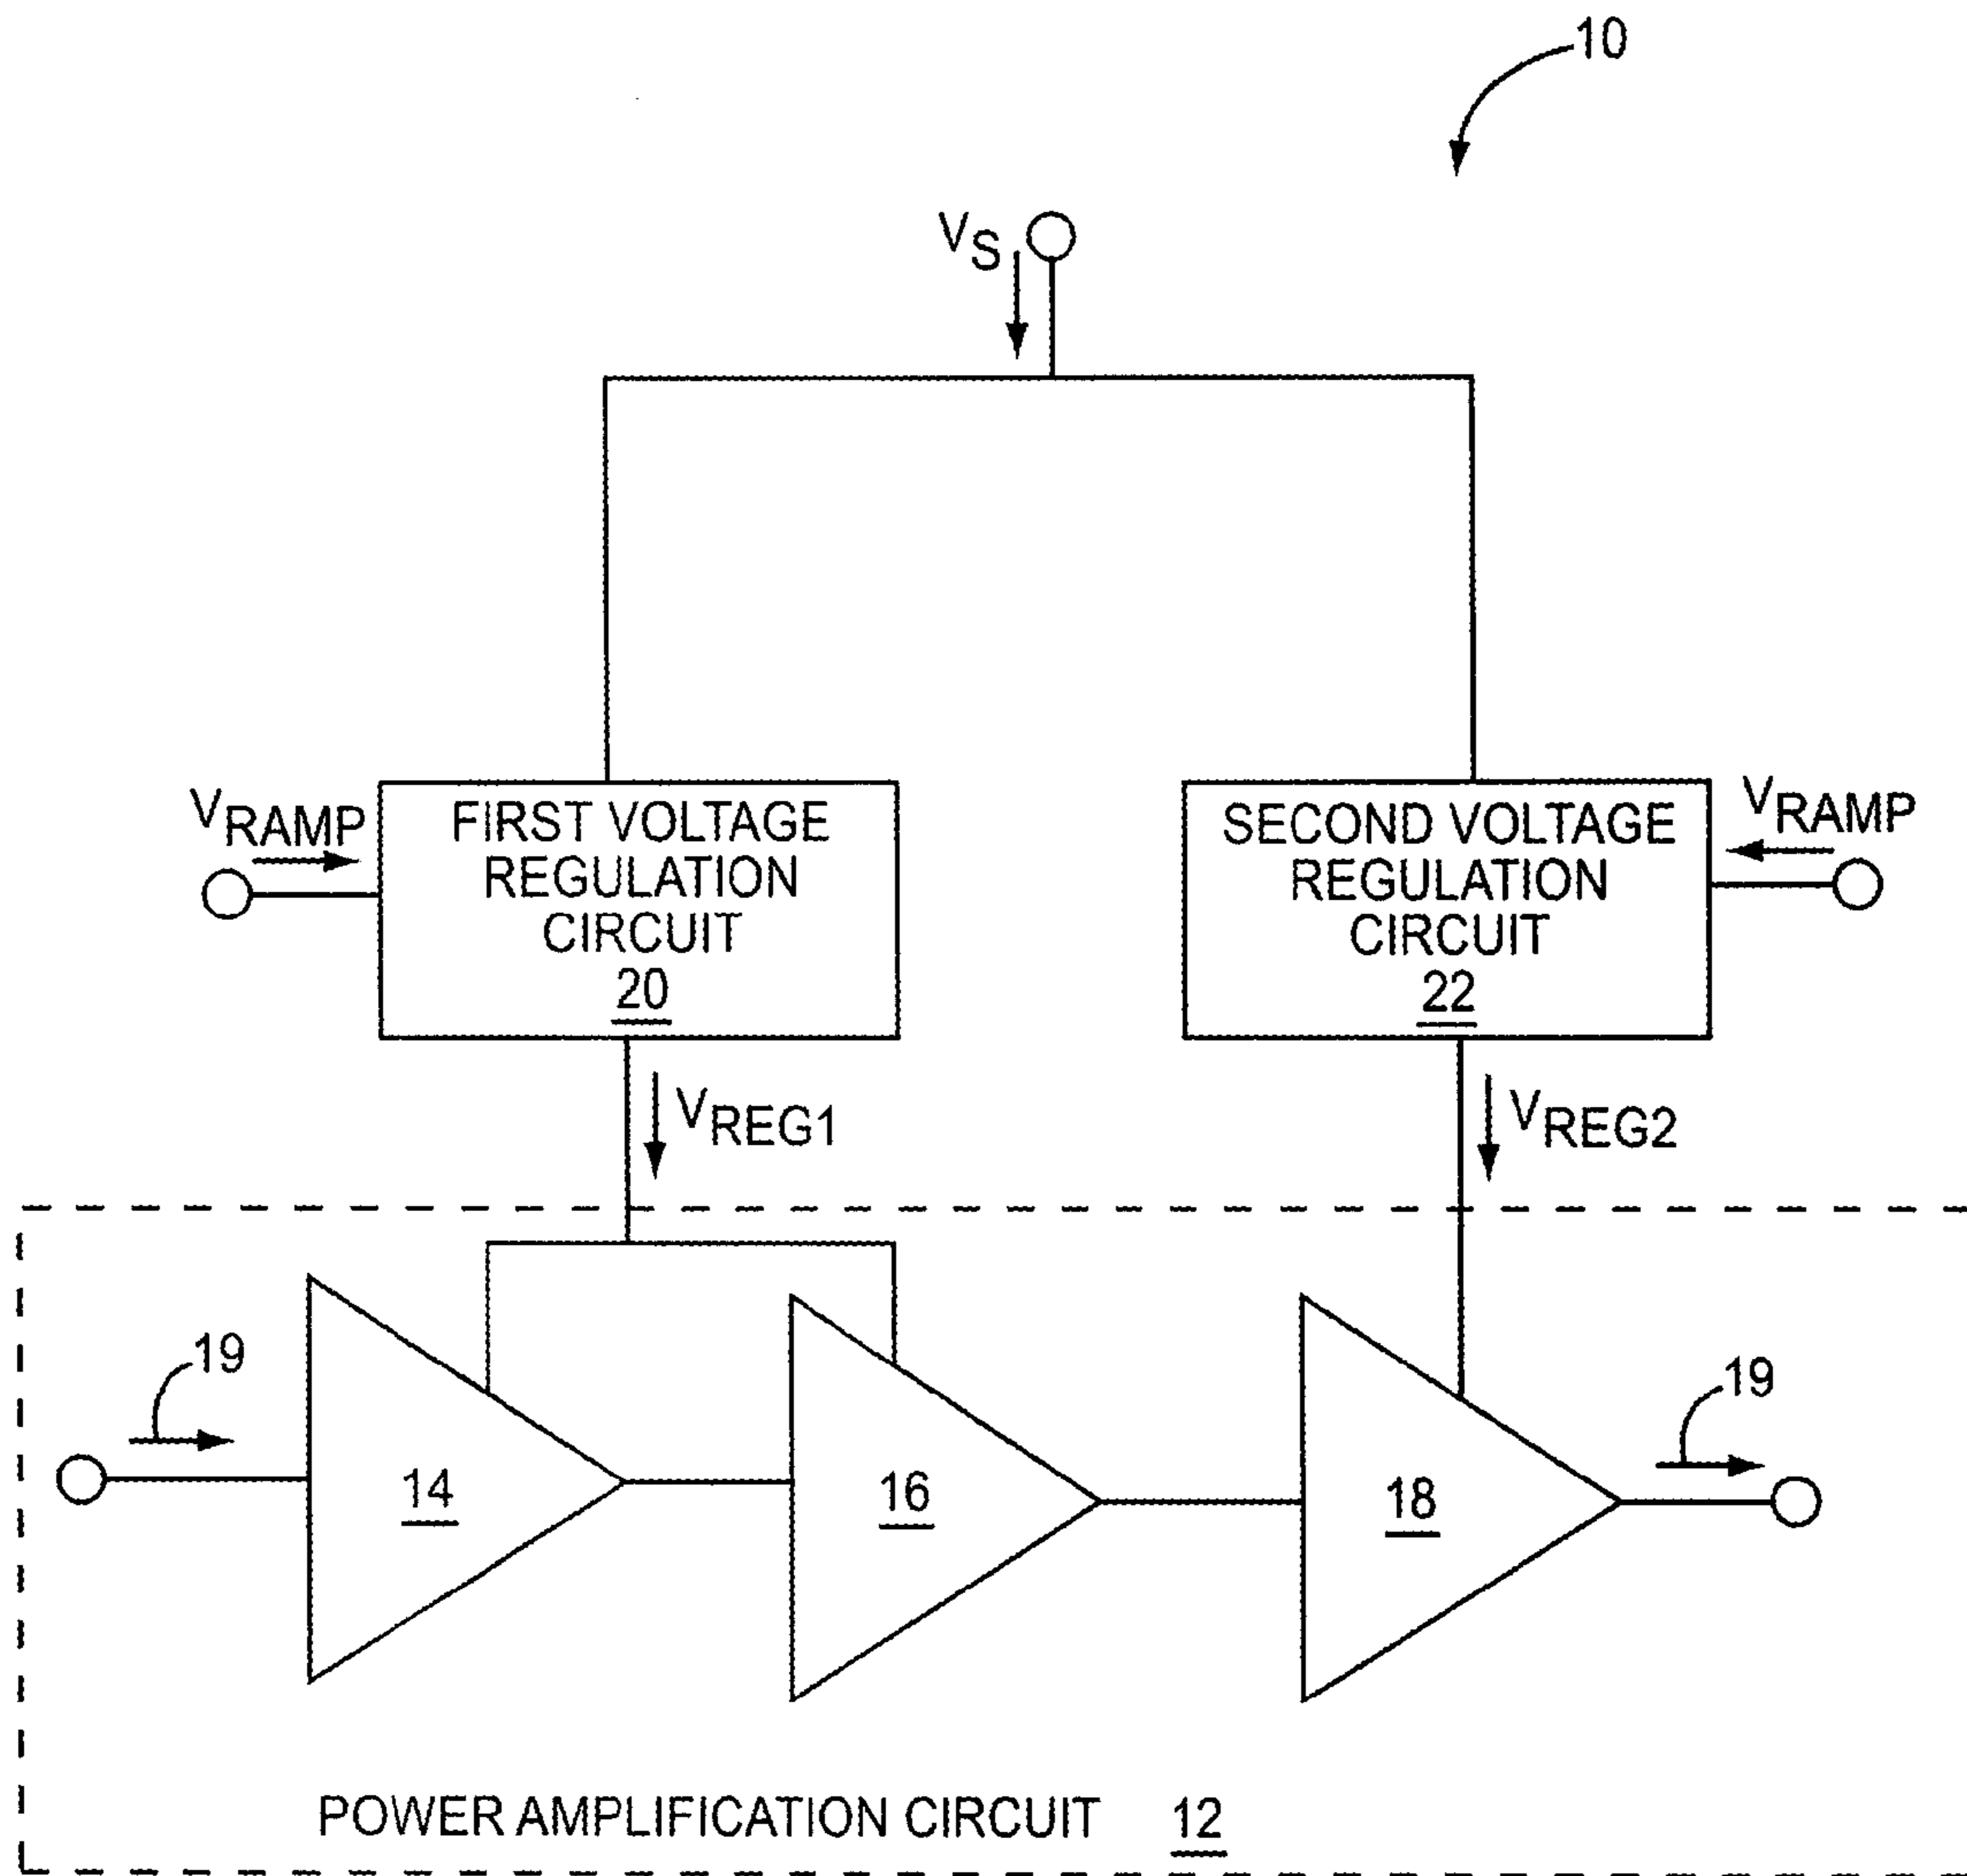 10
VS
VRAMP
FIRST VOLTAGE
REGULATION
CIRCUIT
20
SECOND VOLTAGE
REGULATION
CIRCUIT
22
VRAMP
VREG1
VREG2
19
14
16
18
19
POWER AMPLIFICATION CIRCUIT 12